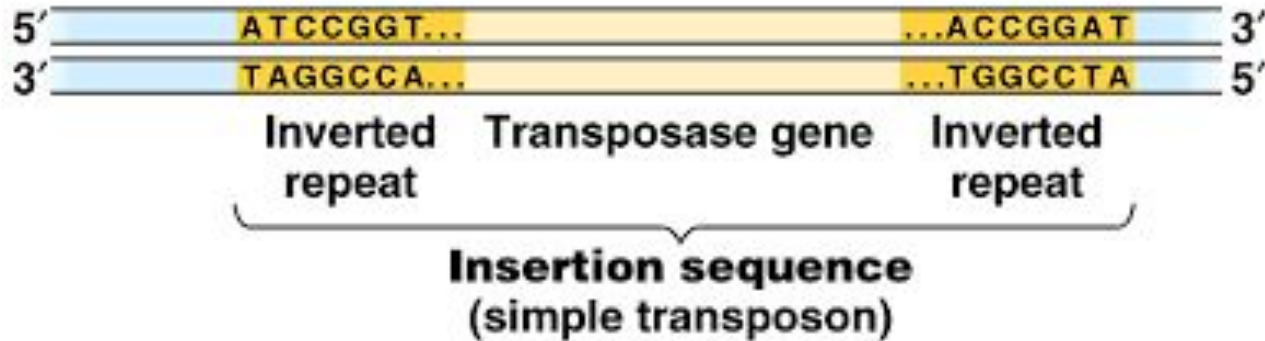 5′ ATCCGGT... ...ACCGGAT 3′
3′ TAGGCCA... ...TGGCCTA 5′
Inverted repeat Transposase gene Inverted repeat
Insertion sequence
(simple transposon)